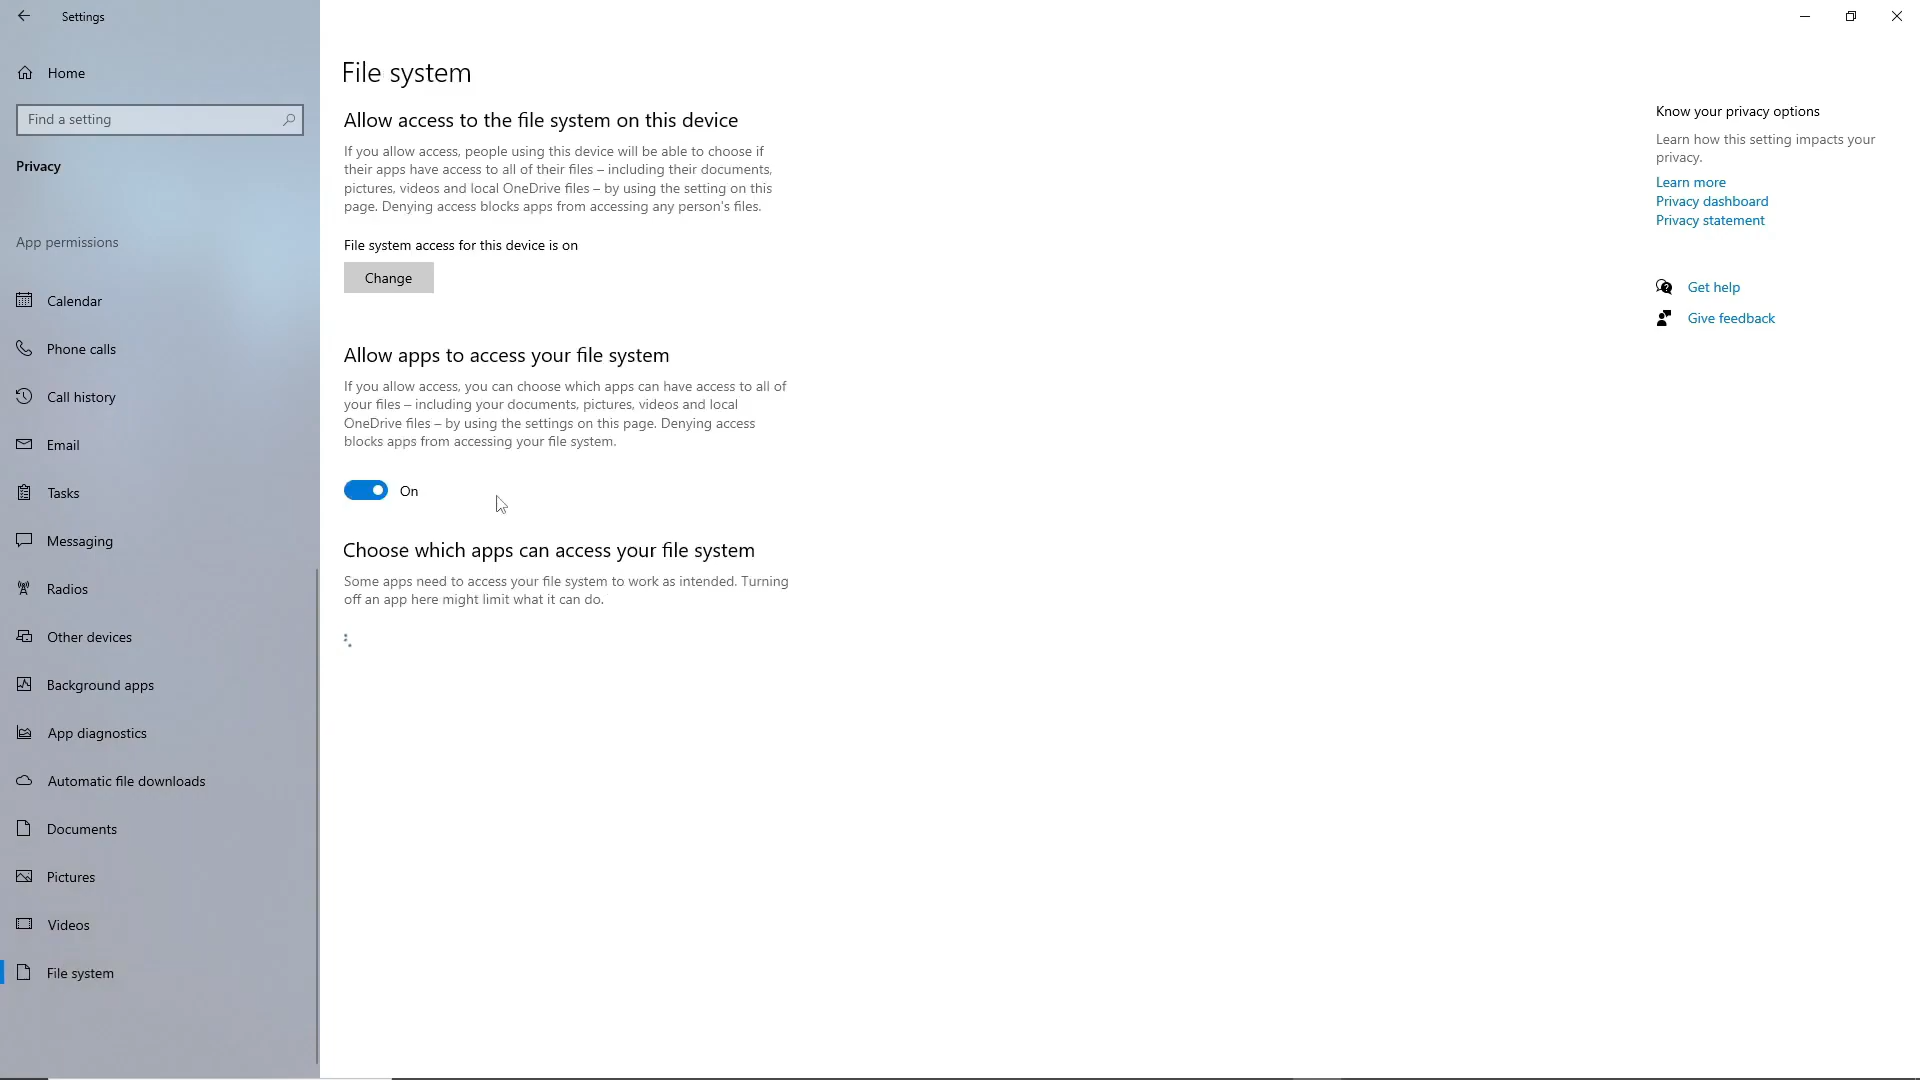 Settings
Home
Find a setting
Privacy
App permissions
Calendar
Phone calls
Call history
Email
Tasks
Messaging
Radios
Other devices
Background apps
App diagnostics
Automatic file downloads
Documents
Pictures
Videos
File system
File system
Allow access to the file system on this device
If you allow access, people using this device will be able to choose if
their apps have access to all of their files – including their documents,
pictures, videos and local OneDrive files – by using the setting on this
page. Denying access blocks apps from accessing any person's files.
File system access for this device is on
Change
Allow apps to access your file system
If you allow access, you can choose which apps can have access to all of
your files – including your documents, pictures, videos and local
OneDrive files – by using the settings on this page. Denying access
blocks apps from accessing your file system.
On
Choose which apps can access your file system
Some apps need to access your file system to work as intended. Turning
off an app here might limit what it can do.
Know your privacy options
Learn how this setting impacts your
privacy.
Learn more
Privacy dashboard
Privacy statement
Get help
Give feedback